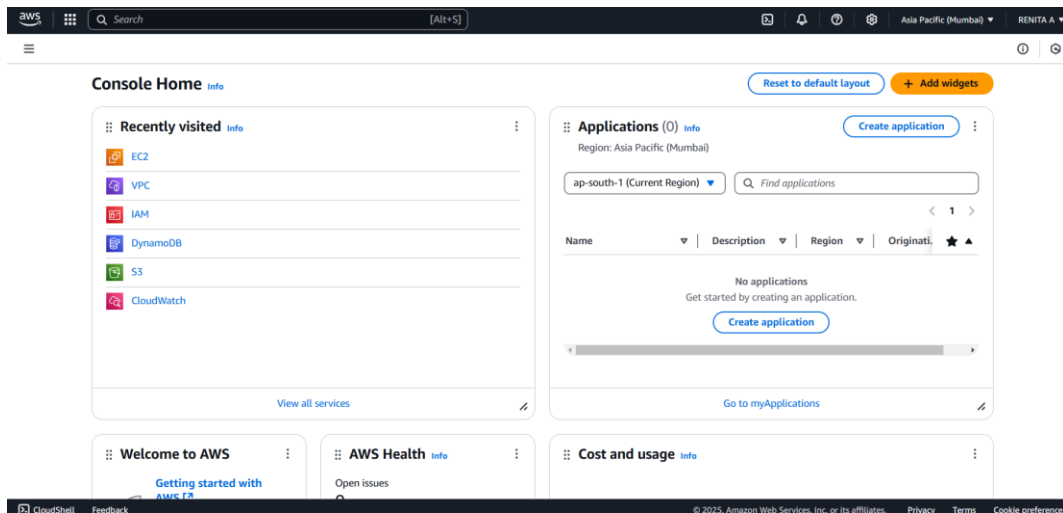 aws
Search [Alt+S]
Asia Pacific (Mumbai) ▼
RENITA A
Console Home Info
Reset to default layout
+ Add widgets
Recently visited Info
EC2
VPC
IAM
DynamoDB
S3
CloudWatch
View all services
Applications (0) Info
Create application
Region: Asia Pacific (Mumbai)
ap-south-1 (Current Region) ▼
Find applications
1
Name Description Region Originati.
No applications
Get started by creating an application.
Create application
Go to myApplications
Welcome to AWS
Getting started with
AWS
AWS Health Info
Open issues
Cost and usage Info
CloudShell Feedback
© 2025, Amazon Web Services, Inc. or its affiliates. Privacy Terms Cookie preference